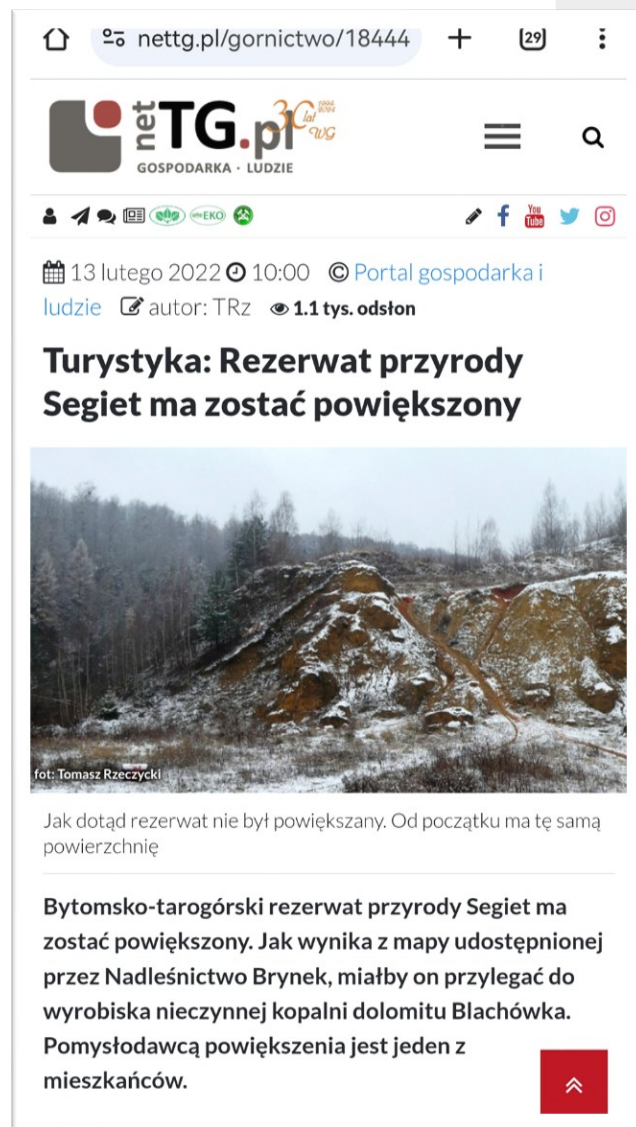 nettg.pl/gornictwo/18444
29
net TG.pl
30 lat WG
1994
GOSPODARKA · LUDZIE
eko EKO
You
Tube
13 lutego 2022 10:00 © Portal gospodarka i
ludzie autor: TRz 1.1 tys. odsłon
Turystyka: Rezerwat przyrody
Segiet ma zostać powiększony
fot: Tomasz Rzeczycki
Jak dotąd rezerwat nie był powiększany. Od początku ma tę samą
powierzchnię
Bytomsko-tarogórski rezerwat przyrody Segiet ma
zostać powiększony. Jak wynika z mapy udostępnionej
przez Nadleśnictwo Brynek, miałby on przylegać do
wyrobiska nieczynnej kopalni dolomitu Blachówka.
Pomysłodawcą powiększenia jest jeden z
mieszkańców.